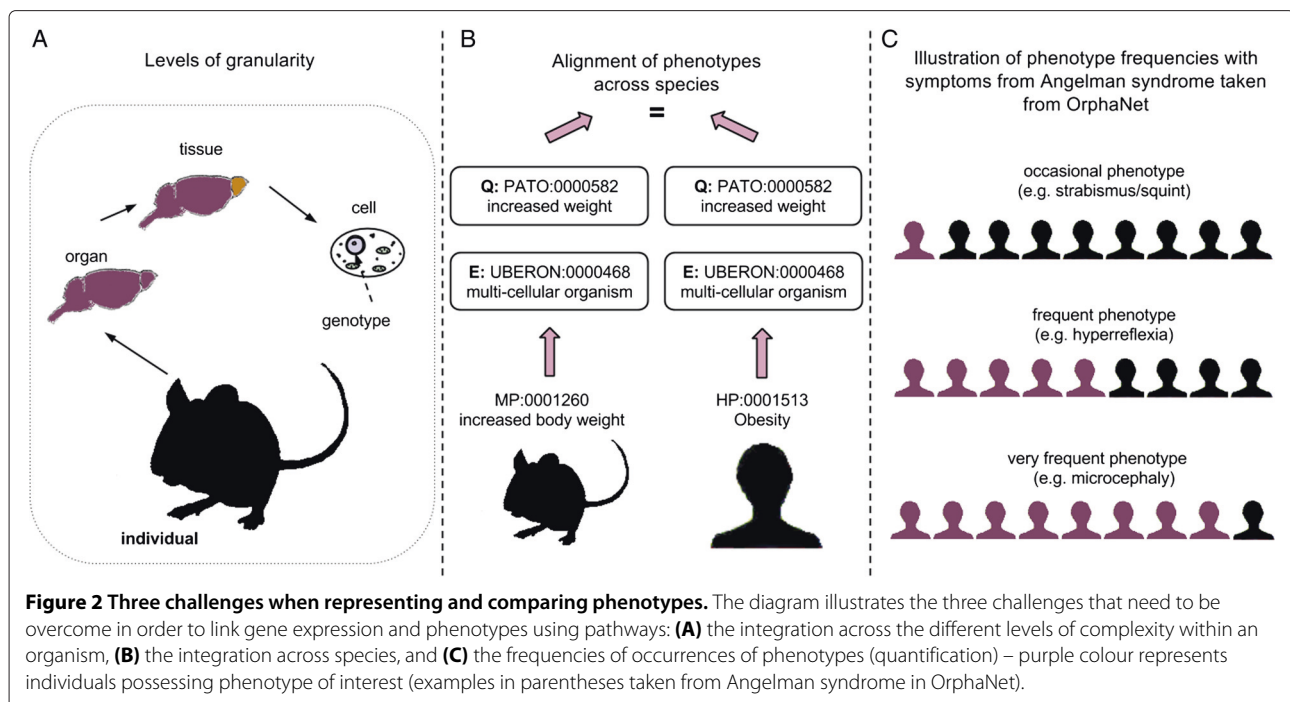 A
Levels of granularity
tissue
cell
organ
genotype
individual
B
Alignment of phenotypes
across species
=
Q: PATO:0000582
increased weight
Q: PATO:0000582
increased weight
E: UBERON:0000468
multi-cellular organism
E: UBERON:0000468
multi-cellular organism
MP:0001260
increased body weight
HP:0001513
Obesity
C
Illustration of phenotype frequencies with
symptoms from Angelman syndrome taken
from OrphaNet
occasional phenotype
(e.g. strabismus/squint)
frequent phenotype
(e.g. hyperreflexia)
very frequent phenotype
(e.g. microcephaly)
Figure 2 Three challenges when representing and comparing phenotypes. The diagram illustrates the three challenges that need to be
overcome in order to link gene expression and phenotypes using pathways: (A) the integration across the different levels of complexity within an
organism, (B) the integration across species, and (C) the frequencies of occurrences of phenotypes (quantification) – purple colour represents
individuals possessing phenotype of interest (examples in parentheses taken from Angelman syndrome in OrphaNet).